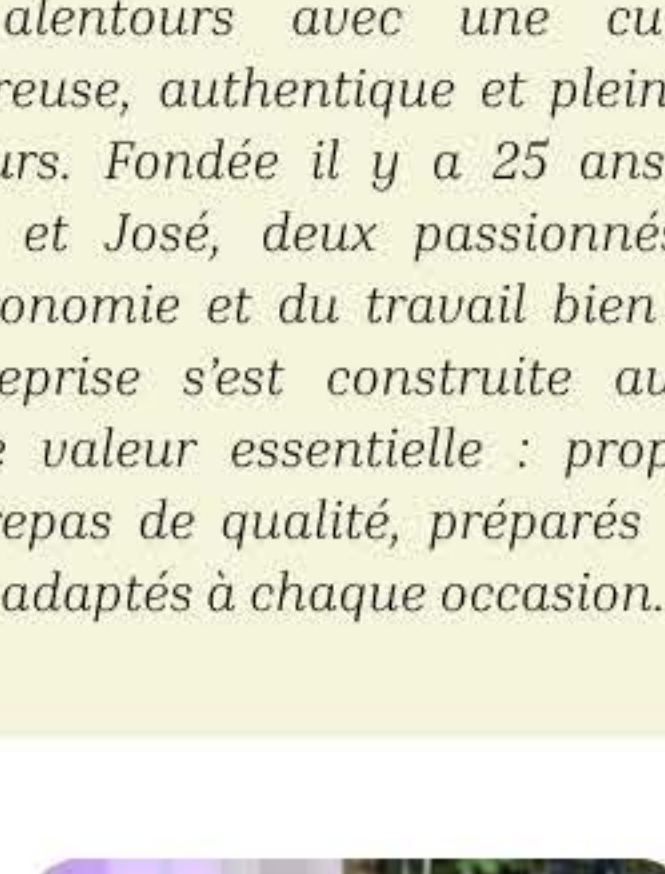 alentours avec une cu
reuse, authentique et plein
urs. Fondée il y a 25 ans
et José, deux passionnés
onomie et du travail bien
eprise s’est construite au
e valeur essentielle : prop
repas de qualité, préparés
adaptés à chaque occasion.